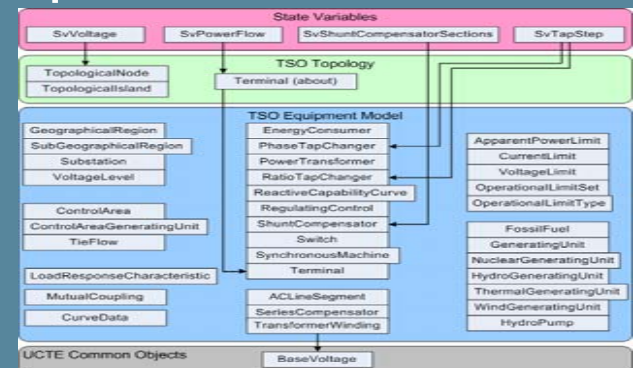 State Variables
SvVoltage
SvPowerFlow
SvShuntCompensatorSections
SvTapStep
TSO Topology
TopologicalNode
TopologicalIsland
Terminal (about)
TSO Equipment Model
GeographicalRegion
SubGeographicalRegion
Substation
VoltageLevel
ControlArea
ControlAreaGeneratingUnit
TieFlow
LoadResponseCharacteristic
MutualCoupling
CurveData
EnergyConsumer
PhaseTapChanger
PowerTransformer
RatioTapChanger
ReactiveCapabilityCurve
RegulatingControl
ShuntCompensator
Switch
SynchronousMachine
Terminal
ACLineSegment
SeriesCompensator
TransformerWinding
ApparentPowerLimit
CurrentLimit
VoltageLimit
OperationalLimitSet
OperationalLimitType
FossilFuel
GeneratingUnit
NuclearGeneratingUnit
HydroGeneratingUnit
ThermalGeneratingUnit
WindGeneratingUnit
HydroPump
UCTE Common Objects
BaseVoltage